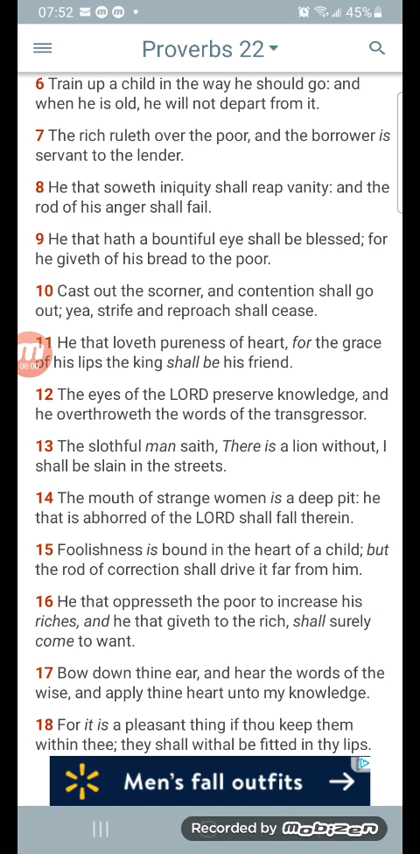 07:52 45%
Proverbs 22
6 Train up a child in the way he should go: and
when he is old, he will not depart from it.
7 The rich ruleth over the poor, and the borrower is
servant to the lender.
8 He that soweth iniquity shall reap vanity: and the
rod of his anger shall fail.
9 He that hath a bountiful eye shall be blessed; for
he giveth of his bread to the poor.
10 Cast out the scorner, and contention shall go
out; yea, strife and reproach shall cease.
11 He that loveth pureness of heart, for the grace
of his lips the king shall be his friend.
12 The eyes of the LORD preserve knowledge, and
he overthroweth the words of the transgressor.
13 The slothful man saith, There is a lion without, I
shall be slain in the streets.
14 The mouth of strange women is a deep pit: he
that is abhorred of the LORD shall fall therein.
15 Foolishness is bound in the heart of a child; but
the rod of correction shall drive it far from him.
16 He that oppresseth the poor to increase his
riches, and he that giveth to the rich, shall surely
come to want.
17 Bow down thine ear, and hear the words of the
wise, and apply thine heart unto my knowledge.
18 For it is a pleasant thing if thou keep them
within thee; they shall withal be fitted in thy lips.
Men's fall outfits
Recorded by mobizen